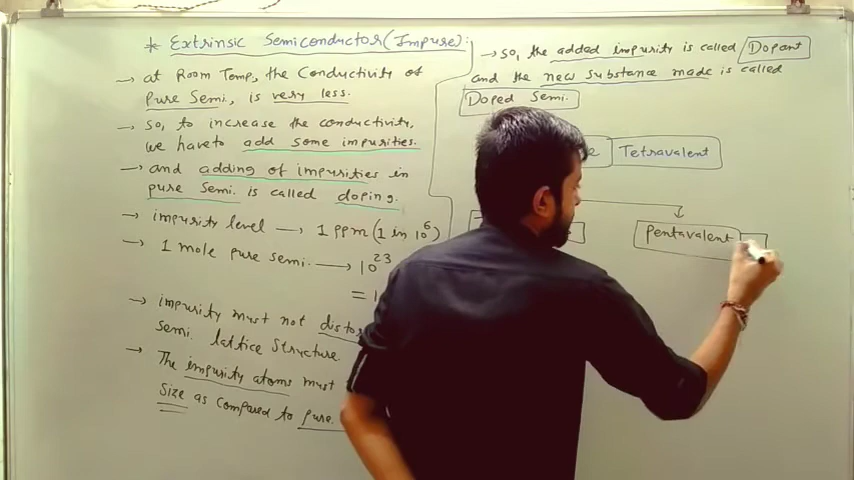 * Extrinsic Semiconductor (Impure):
→ at Room Temp., the Conductivity of
Pure Semi., is very less.
→ so, to increase the conductivity,
we haveto add some impurities.
→ and adding of impurities in
pure Semi. is called doping.
→ impurity level → 1 ppm (1 in 10⁶)
→ 1 mole pure semi. → 10²³
=
→ impurity must not
Semi. lattice Structure.
→ The impurity atoms must
Size as compared to pure.
→ so, the added impurity is called Dopant
and the new substance made is called
Doped Semi.
Tetravalent
Pentavalent